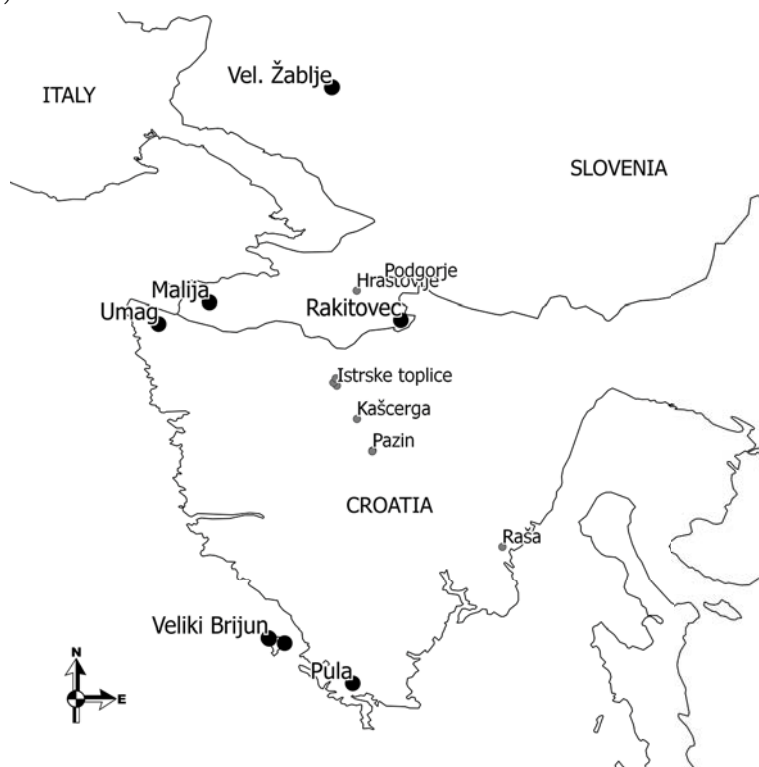 )
Vel. Žablje
ITALY
SLOVENIA
Podgorje
Hrastovlje
Malija
Rakitovec
Umag
Istrske toplice
Kašcerga
Pazin
CROATIA
Raša
Veliki Brijun
Pula
N
E